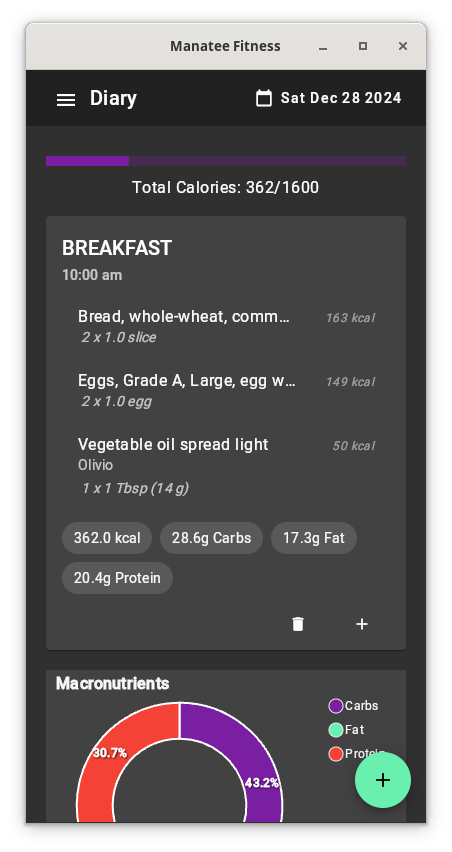 Manatee Fitness
Diary
Sat Dec 28 2024
Total Calories: 362/1600
BREAKFAST
10:00 am
Bread, whole-wheat, comm...
163 kcal
2 x 1.0 slice
Eggs, Grade A, Large, egg w...
149 kcal
2 x 1.0 egg
Vegetable oil spread light
50 kcal
Olivio
1 x 1 Tbsp (14 g)
362.0 kcal
28.6g Carbs
17.3g Fat
20.4g Protein
Macronutrients
Carbs
Fat
Protein
30.7%
43.2%